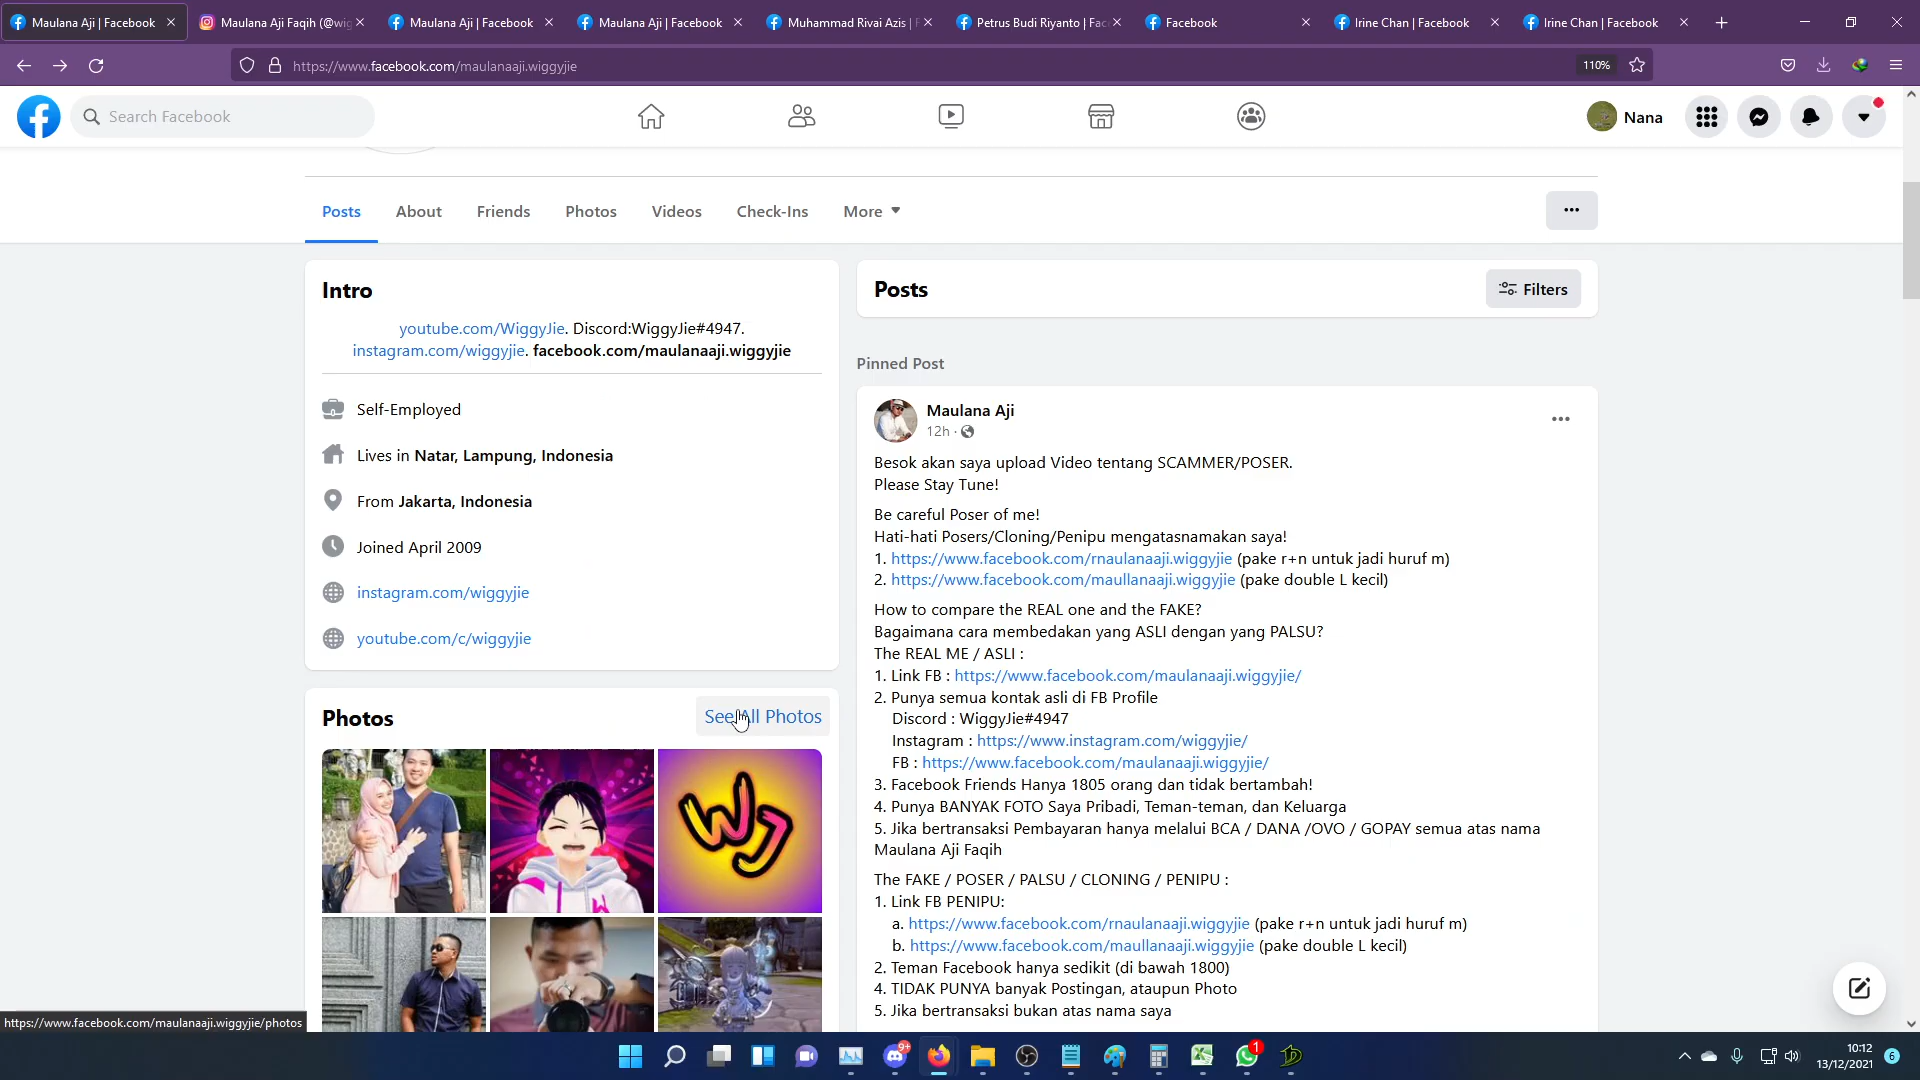 Maulana Aji | Facebook
Maulana Aji Faqih (@wig
Maulana Aji | Facebook
Maulana Aji | Facebook
Muhammad Rivai Azis | F
Petrus Budi Riyanto | Fac
Facebook
Irine Chan | Facebook
Irine Chan | Facebook
https://www.facebook.com/maulanaaji.wiggyjie
110%
Search Facebook
Nana
Posts
About
Friends
Photos
Videos
Check-Ins
More
Intro
youtube.com/WiggyJie. Discord:WiggyJie#4947.
instagram.com/wiggyjie. facebook.com/maulanaaji.wiggyjie
Self-Employed
Lives in Natar, Lampung, Indonesia
From Jakarta, Indonesia
Joined April 2009
instagram.com/wiggyjie
youtube.com/c/wiggyjie
Photos
See All Photos
WJ
https://www.facebook.com/maulanaaji.wiggyjie/photos
Posts
Filters
Pinned Post
Maulana Aji
12h ·
Besok akan saya upload Video tentang SCAMMER/POSER.
Please Stay Tune!
Be careful Poser of me!
Hati-hati Posers/Cloning/Penipu mengatasnamakan saya!
1. https://www.facebook.com/rnaulanaaji.wiggyjie (pake r+n untuk jadi huruf m)
2. https://www.facebook.com/maullanaaji.wiggyjie (pake double L kecil)
How to compare the REAL one and the FAKE?
Bagaimana cara membedakan yang ASLI dengan yang PALSU?
The REAL ME / ASLI :
1. Link FB : https://www.facebook.com/maulanaaji.wiggyjie/
2. Punya semua kontak asli di FB Profile
Discord : WiggyJie#4947
Instagram : https://www.instagram.com/wiggyjie/
FB : https://www.facebook.com/maulanaaji.wiggyjie/
3. Facebook Friends Hanya 1805 orang dan tidak bertambah!
4. Punya BANYAK FOTO Saya Pribadi, Teman-teman, dan Keluarga
5. Jika bertransaksi Pembayaran hanya melalui BCA / DANA /OVO / GOPAY semua atas nama
Maulana Aji Faqih
The FAKE / POSER / PALSU / CLONING / PENIPU :
1. Link FB PENIPU:
a. https://www.facebook.com/rnaulanaaji.wiggyjie (pake r+n untuk jadi huruf m)
b. https://www.facebook.com/maullanaaji.wiggyjie (pake double L kecil)
2. Teman Facebook hanya sedikit (di bawah 1800)
4. TIDAK PUNYA banyak Postingan, ataupun Photo
5. Jika bertransaksi bukan atas nama saya
9+
1
10:12
13/12/2021
6